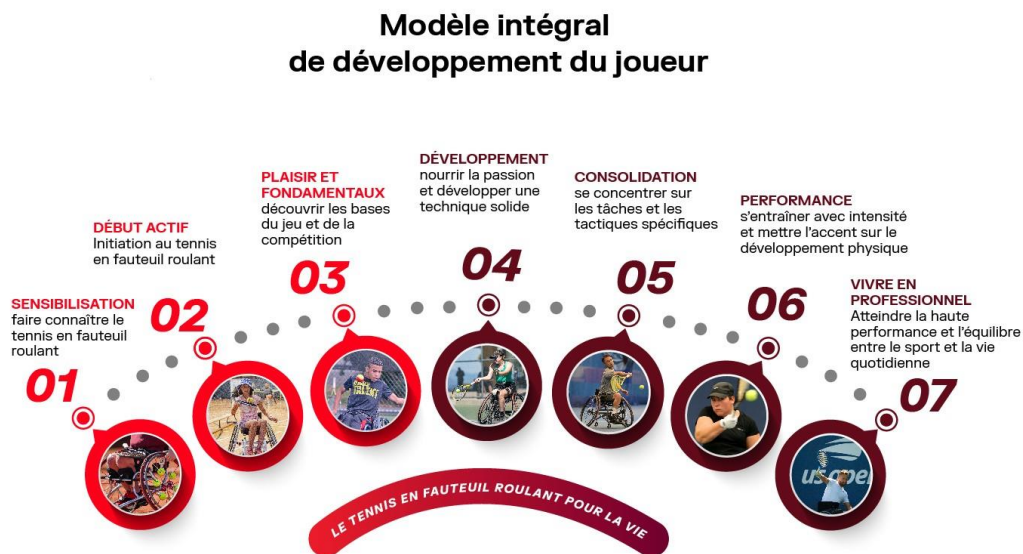 Modèle intégral
de développement du joueur
SENSIBILISATION
faire connaître le
tennis en fauteuil
roulant
01
DÉBUT ACTIF
Initiation au tennis
en fauteuil roulant
02
PLAISIR ET
FONDAMENTAUX
découvrir les bases
du jeu et de la
compétition
03
DÉVELOPPEMENT
nourrir la passion
et développer une
technique solide
04
CONSOLIDATION
se concentrer sur
les tâches et les
tactiques spécifiques
05
PERFORMANCE
s'entraîner avec intensité
et mettre l'accent sur le
développement physique
06
VIVRE EN
PROFESSIONNEL
Atteindre la haute
performance et l'équilibre
entre le sport et la vie
quotidienne
07
LE TENNIS EN FAUTEUIL ROULANT POUR LA VIE